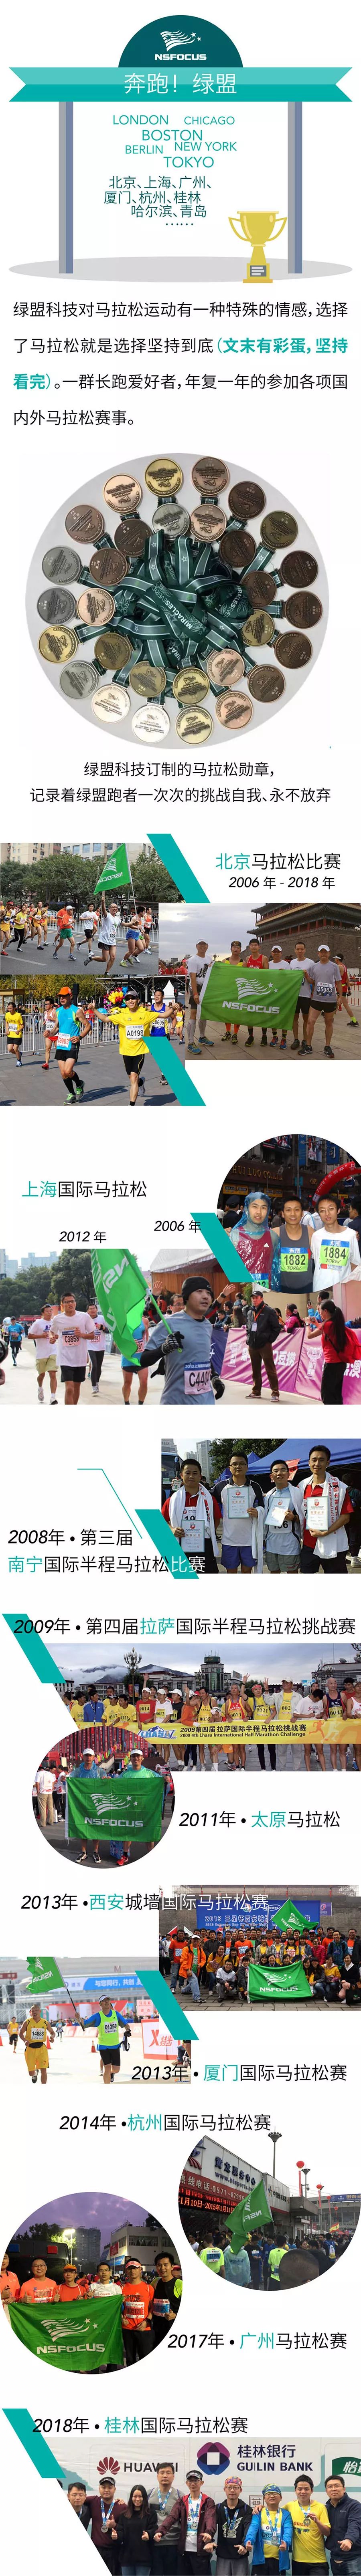 NSFOCUS
奔跑！绿盟
LONDON CHICAGO
BOSTON
BERLIN NEW YORK
TOKYO
北京、上海、广州、
厦门、杭州、桂林
哈尔滨、青岛
……
绿盟科技对马拉松运动有一种特殊的情感，选择
了马拉松就是选择坚持到底（文末有彩蛋，坚持
看完）。一群长跑爱好者，年复一年的参加各项国
内外马拉松赛事。
绿盟科技订制的马拉松勋章，
记录着绿盟跑者一次次的挑战自我、永不放弃
北京马拉松比赛
2006 年 - 2018 年
NSFOCUS
A0198
上海国际马拉松
2006 年
2012 年
1882
1884
2008年 • 第三届
南宁国际半程马拉松比赛
2009年 • 第四届拉萨国际半程马拉松挑战赛
2009第四届拉萨国际半程马拉松挑战赛
2009 4th Lhasa International Half Marathon Challenge
NSFOCUS
2011年 • 太原马拉松
2013年 •西安城墙国际马拉松赛
NSFOCUS
2013年 • 厦门国际马拉松赛
2014年 •杭州国际马拉松赛
NSFOCUS
NSFOCUS
2017年 • 广州马拉松赛
2018年 • 桂林国际马拉松赛
HUAWEI
桂林银行
GUILIN BANK